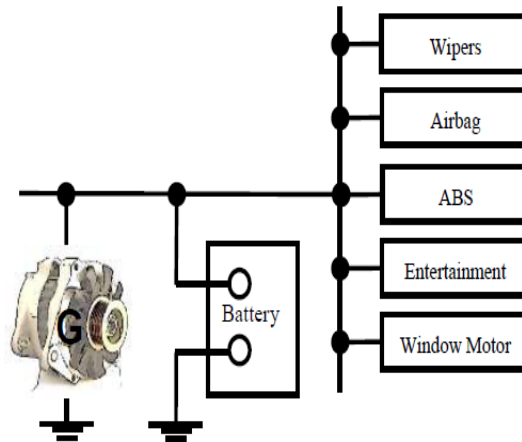 Wipers
Airbag
ABS
Entertainment
Window Motor
Battery
G